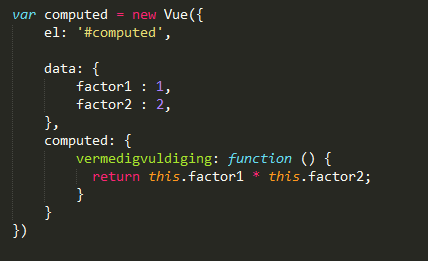 var computed = new Vue({
el: '#computed',
data: {
factor1 : 1,
factor2 : 2,
},
computed: {
vermedigvuldiging: function () {
return this.factor1 * this.factor2;
}
}
})